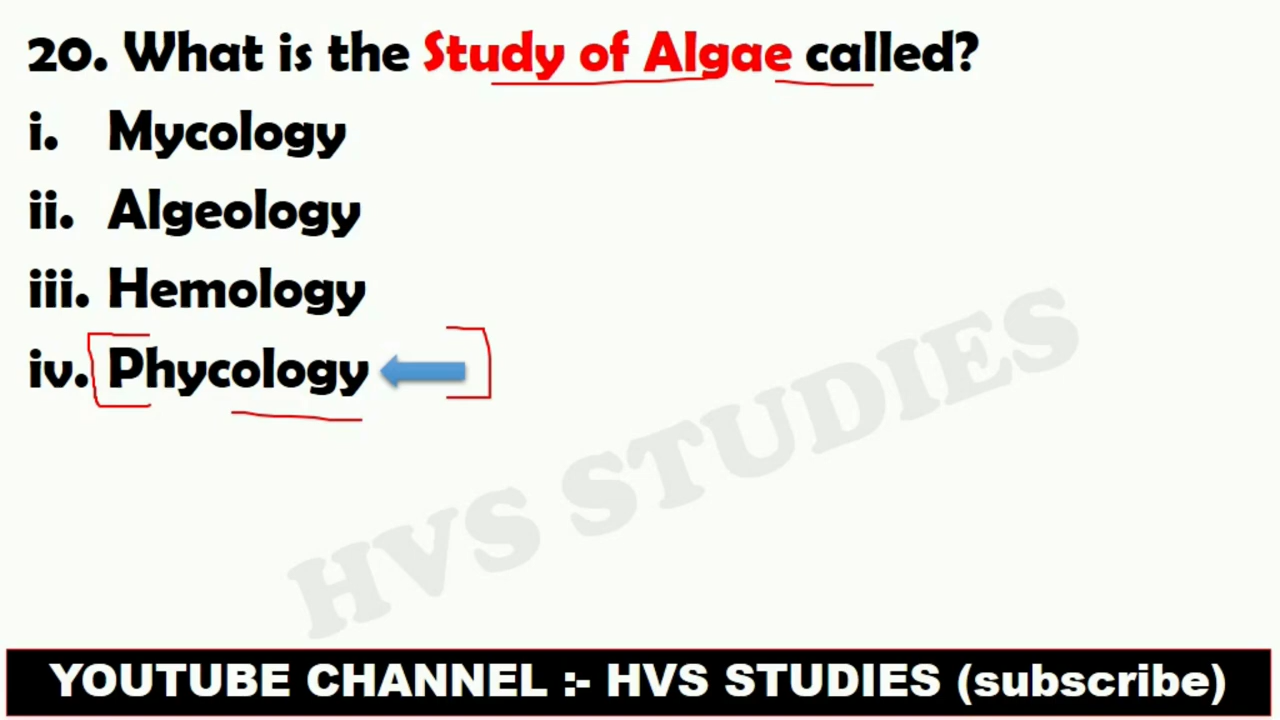 20. What is the Study of Algae called?
i. Mycology
ii. Algeology
iii. Hemology
iv. Phycology
HVS STUDIES
YOUTUBE CHANNEL :- HVS STUDIES (subscribe)